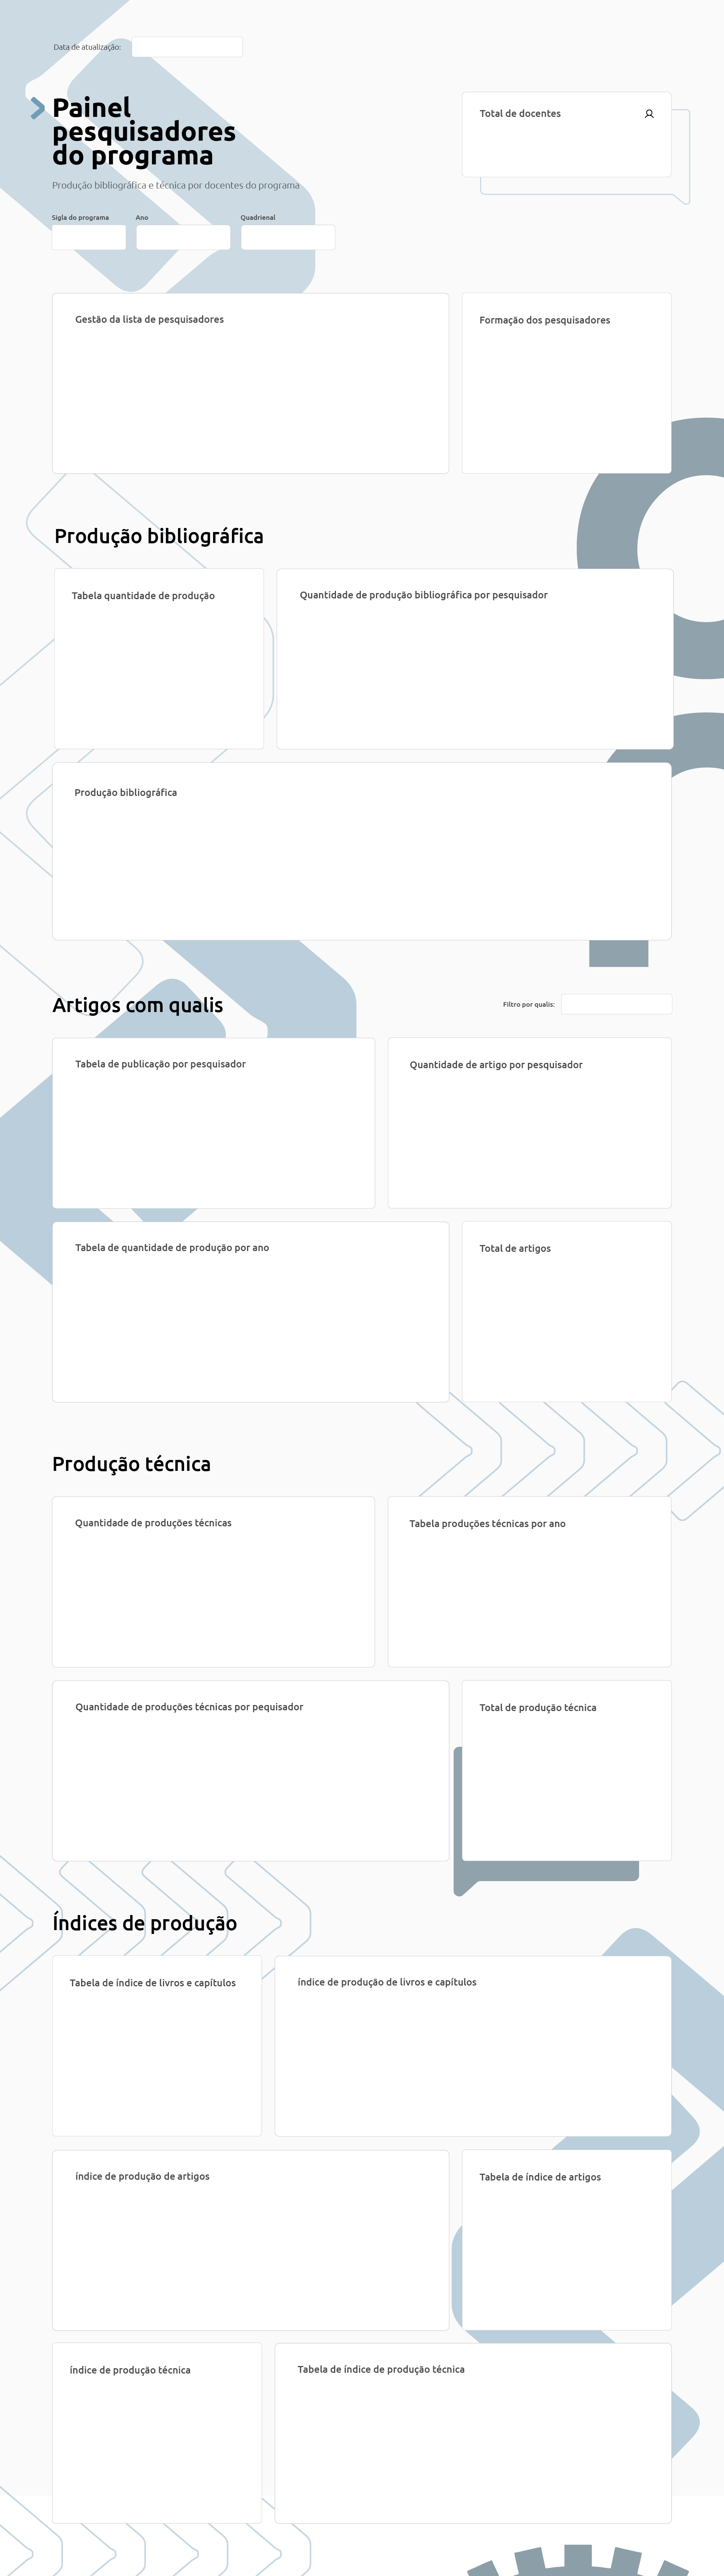 Data de atualização:
Painel
pesquisadores
do programa
Total de docentes
Produção bibliográfica e técnica por docentes do programa
Sigla do programa
Ano
Quadrienal
Gestão da lista de pesquisadores
Formação dos pesquisadores
Produção bibliográfica
Tabela quantidade de produção
Quantidade de produção bibliográfica por pesquisador
Produção bibliográfica
Artigos com qualis
Filtro por qualis:
Tabela de publicação por pesquisador
Quantidade de artigo por pesquisador
Tabela de quantidade de produção por ano
Total de artigos
Produção técnica
Quantidade de produções técnicas
Tabela produções técnicas por ano
Quantidade de produções técnicas por pequisador
Total de produção técnica
Índices de produção
Tabela de índice de livros e capítulos
índice de produção de livros e capítulos
índice de produção de artigos
Tabela de índice de artigos
índice de produção técnica
Tabela de índice de produção técnica